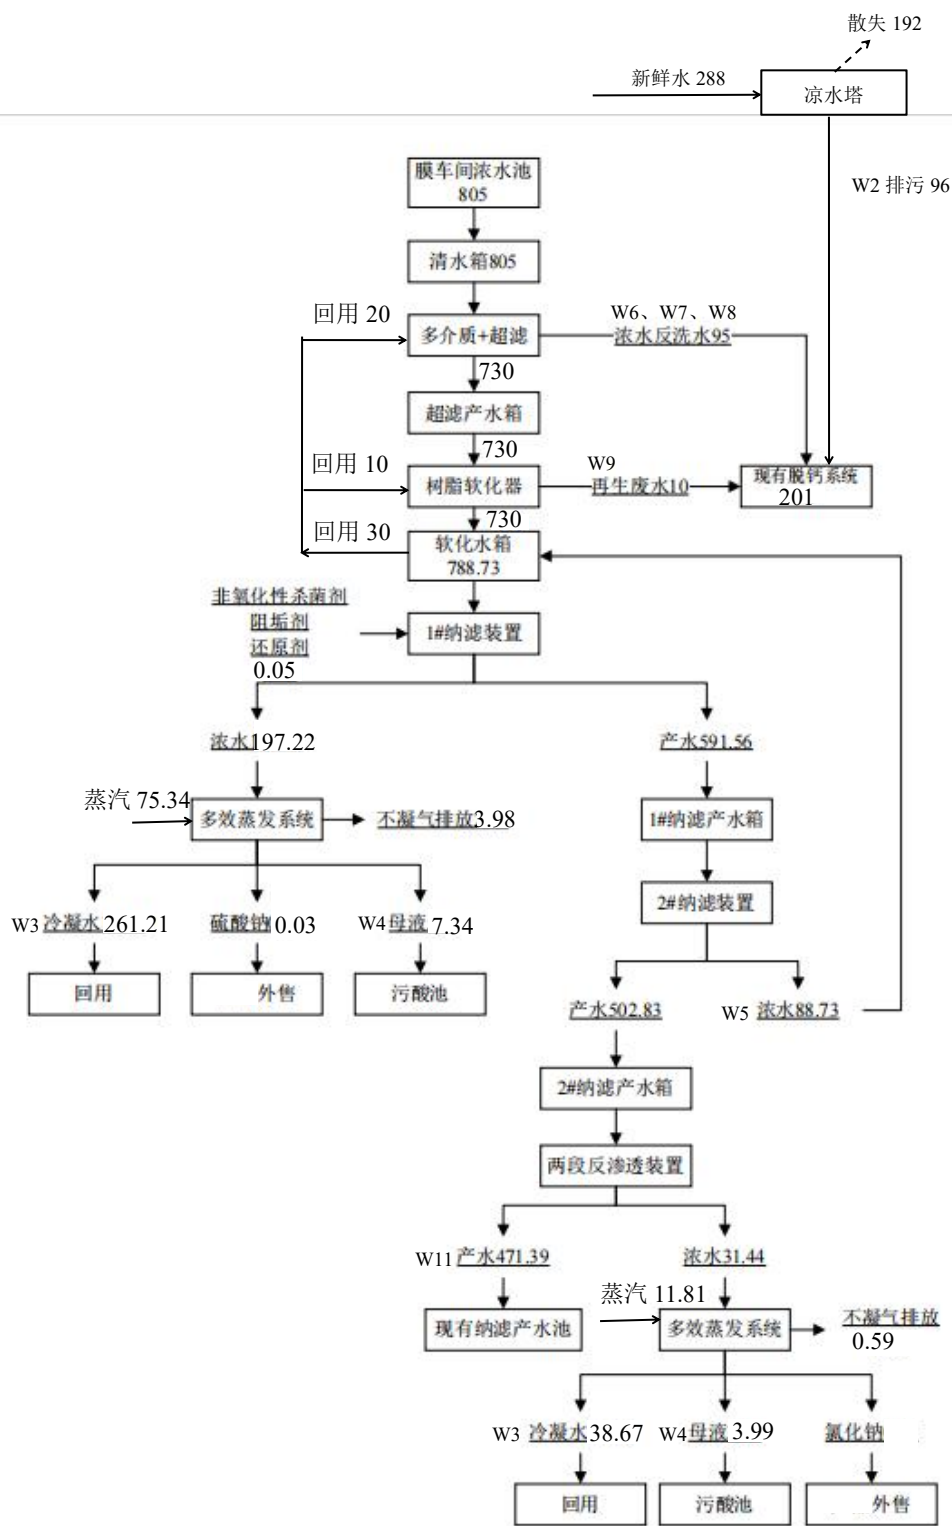 散失 192
新鲜水 288
凉水塔
W2 排污 96
膜车间浓水池
805
清水箱805
回用 20
多介质+超滤
W6、W7、W8
浓水反洗水95
730
超滤产水箱
730
回用 10
树脂软化器
W9
再生废水10
现有脱钙系统
201
730
回用 30
软化水箱
788.73
非氧化性杀菌剂
阻垢剂
还原剂
0.05
1#纳滤装置
浓水197.22
产水591.56
蒸汽 75.34
多效蒸发系统
不凝气排放3.98
1#纳滤产水箱
2#纳滤装置
W3 冷凝水 261.21
硫酸钠 0.03
W4 母液 7.34
回用
外售
污酸池
产水502.83
W5 浓水88.73
2#纳滤产水箱
两段反渗透装置
W11 产水471.39
浓水31.44
现有纳滤产水池
蒸汽 11.81
多效蒸发系统
不凝气排放
0.59
W3 冷凝水38.67
W4母液 3.99
氯化钠
回用
污酸池
外售